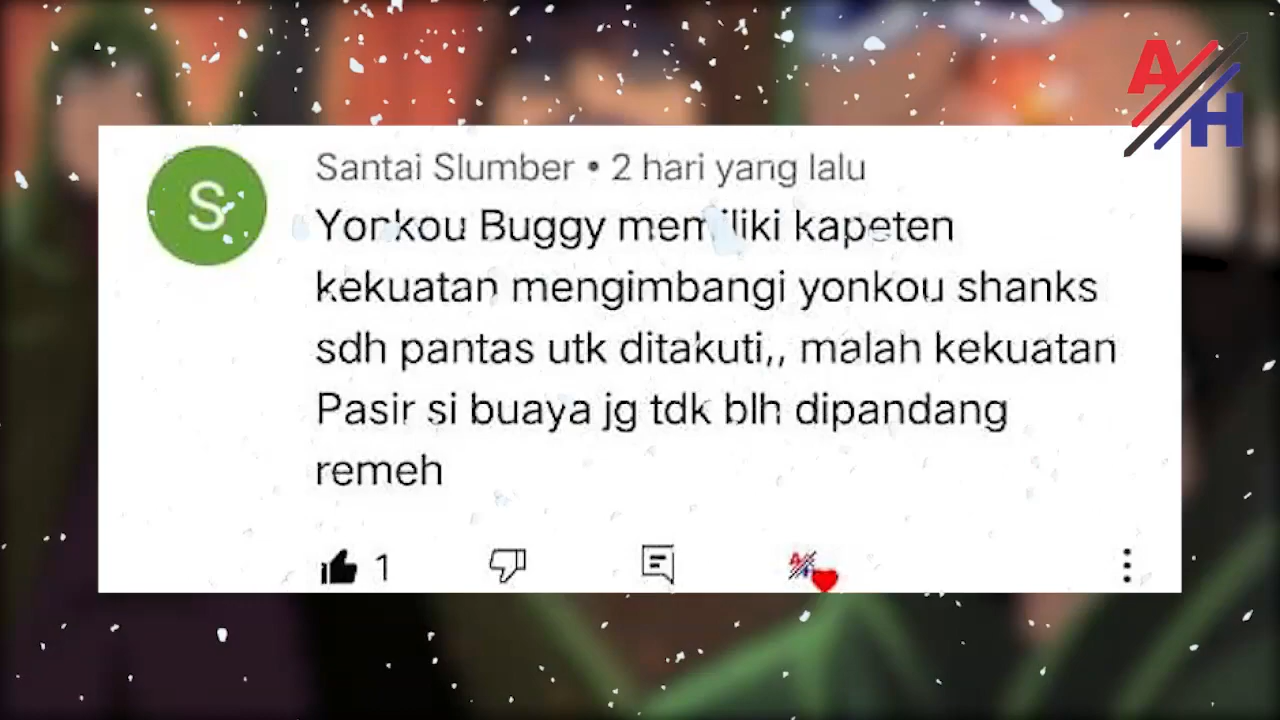 A/H
S
Santai Slumber • 2 hari yang lalu
Yonkou Buggy memiliki kapeten
kekuatan mengimbangi yonkou shanks
sdh pantas utk ditakuti,, malah kekuatan
Pasir si buaya jg tdk blh dipandang
remeh
1
A/H